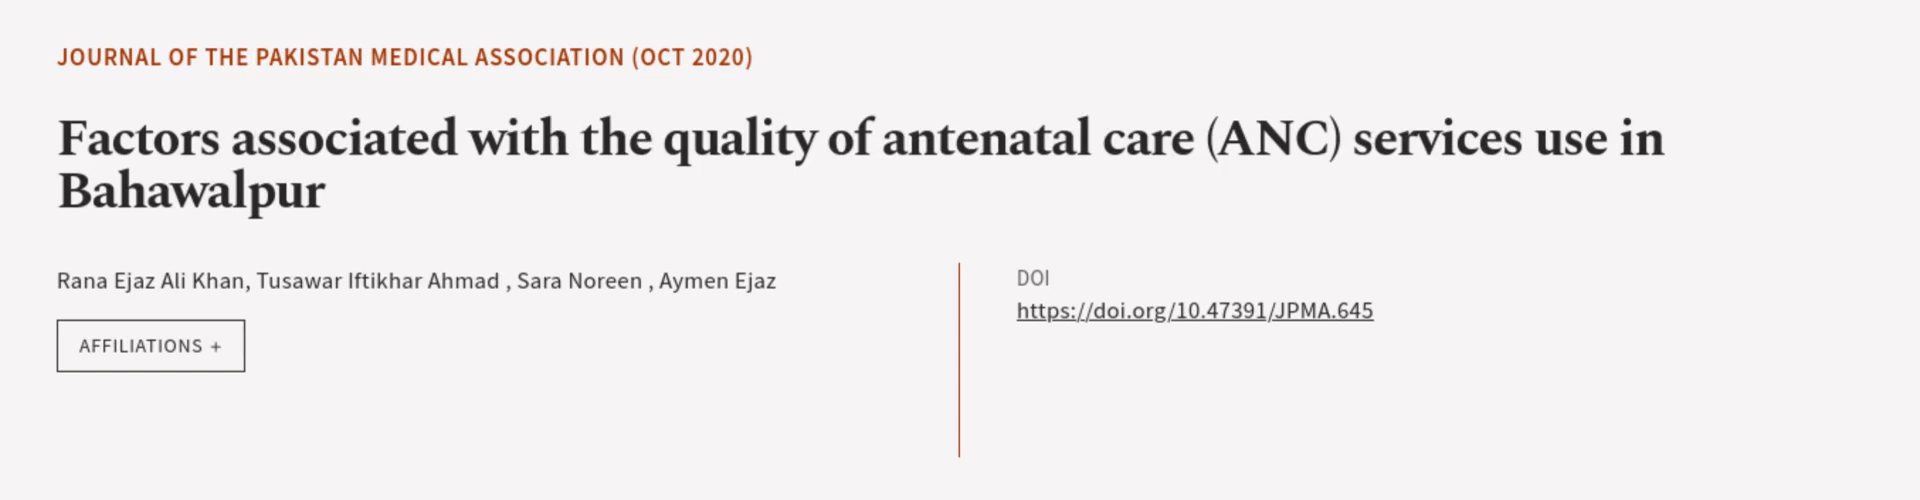 JOURNAL OF THE PAKISTAN MEDICAL ASSOCIATION (OCT 2020)
Factors associated with the quality of antenatal care (ANC) services use in
Bahawalpur
Rana Ejaz Ali Khan, Tusawar Iftikhar Ahmad , Sara Noreen , Aymen Ejaz
AFFILIATIONS +
DOI
https://doi.org/10.47391/JPMA.645